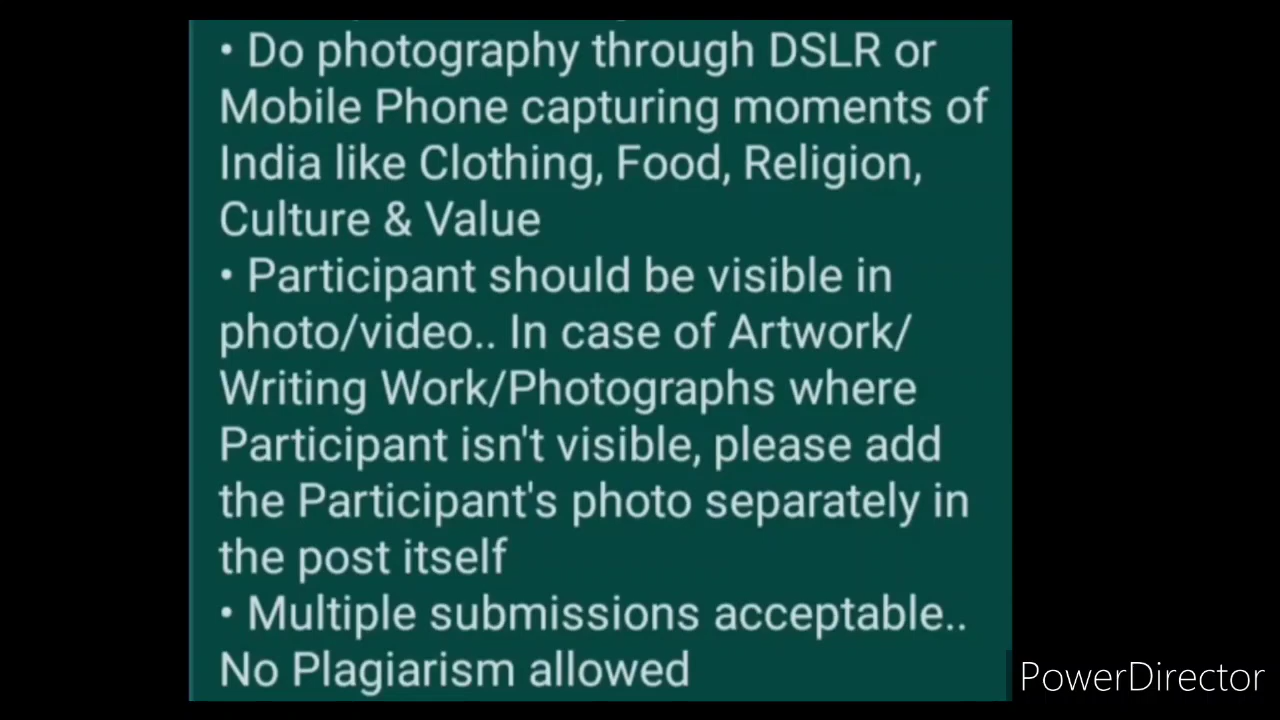 • Do photography through DSLR or
Mobile Phone capturing moments of
India like Clothing, Food, Religion,
Culture & Value
• Participant should be visible in
photo/video.. In case of Artwork/
Writing Work/Photographs where
Participant isn't visible, please add
the Participant's photo separately in
the post itself
• Multiple submissions acceptable..
No Plagiarism allowed
PowerDirector